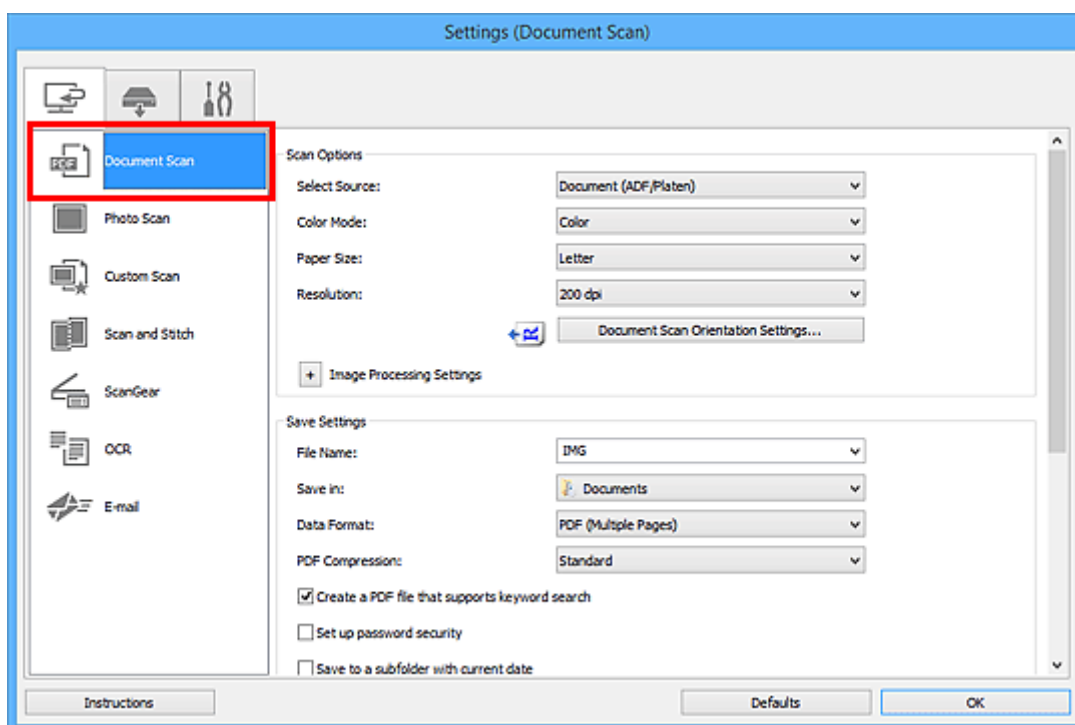 Settings (Document Scan)
PDF
Document Scan
Photo Scan
Custom Scan
Scan and Stitch
ScanGear
OCR
E-mail
Scan Options
Select Source: Document (ADF/Platen)
Color Mode: Color
Paper Size: Letter
Resolution: 200 dpi
R Document Scan Orientation Settings...
+ Image Processing Settings
Save Settings
File Name: IMG
Save in: Documents
Data Format: PDF (Multiple Pages)
PDF Compression: Standard
Create a PDF file that supports keyword search
Set up password security
Save to a subfolder with current date
Instructions Defaults OK